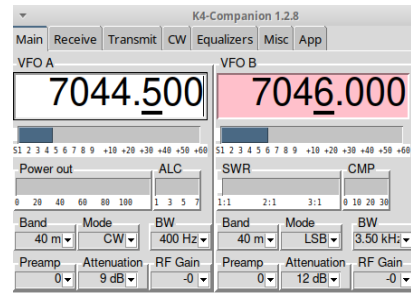 K4-Companion 1.2.8
Main Receive Transmit CW Equalizers Misc App
VFO A VFO B
7044.500 7046.000
S1 2 3 4 5 6 7 8 9 +10 +20 +30 +40 +50 +60 S1 2 3 4 5 6 7 8 9 +10 +20 +30 +40 +50 +60
Power out ALC SWR CMP
0 20 40 60 80 100 1 3 5 7 1:1 2:1 3:1 0 10 20 30
Band Mode BW Band Mode BW
40 m CW 400 Hz 40 m LSB 3.50 kHz
Preamp Attenuation RF Gain Preamp Attenuation RF Gain
0 9 dB -0 0 12 dB -0